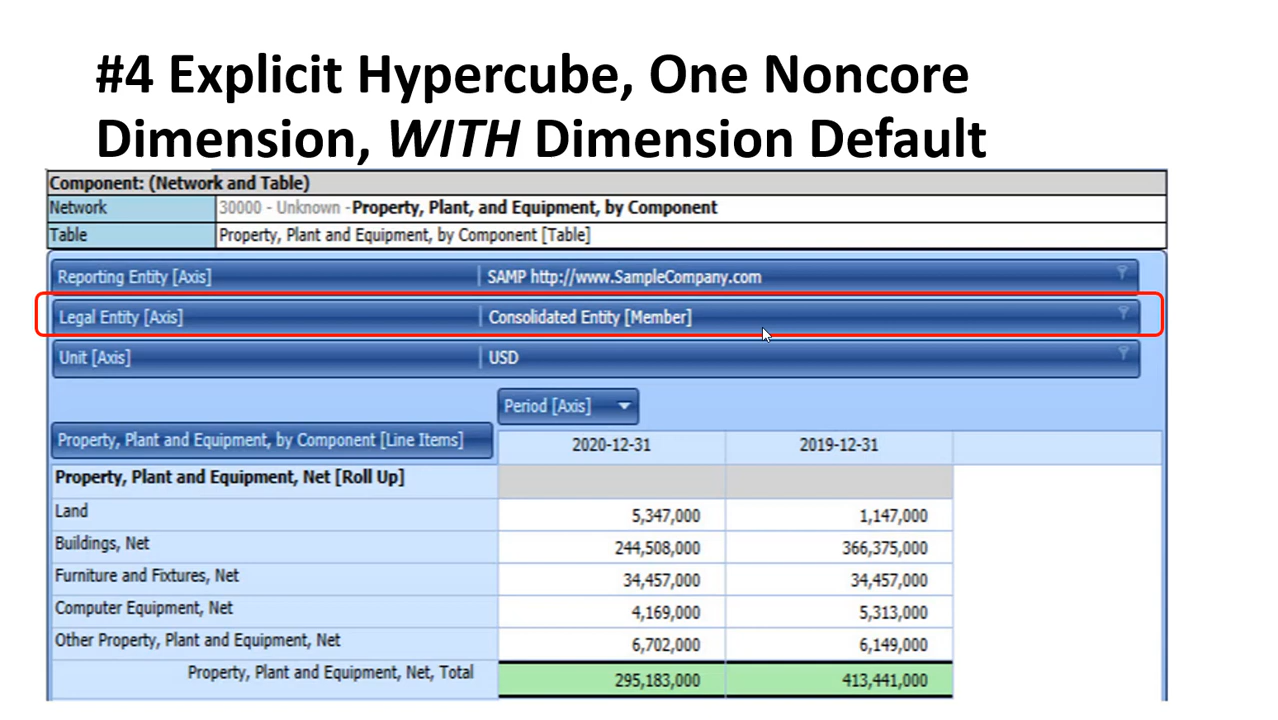 #4 Explicit Hypercube, One Noncore
Dimension, WITH Dimension Default
Component: (Network and Table)
Network 30000 - Unknown -Property, Plant, and Equipment, by Component
Table Property, Plant and Equipment, by Component [Table]
Reporting Entity [Axis] SAMP http://www.SampleCompany.com
Legal Entity [Axis] Consolidated Entity [Member]
Unit [Axis] USD
Period [Axis]
Property, Plant and Equipment, by Component [Line Items] 2020-12-31 2019-12-31
Property, Plant and Equipment, Net [Roll Up]
Land 5,347,000 1,147,000
Buildings, Net 244,508,000 366,375,000
Furniture and Fixtures, Net 34,457,000 34,457,000
Computer Equipment, Net 4,169,000 5,313,000
Other Property, Plant and Equipment, Net 6,702,000 6,149,000
Property, Plant and Equipment, Net, Total 295,183,000 413,441,000